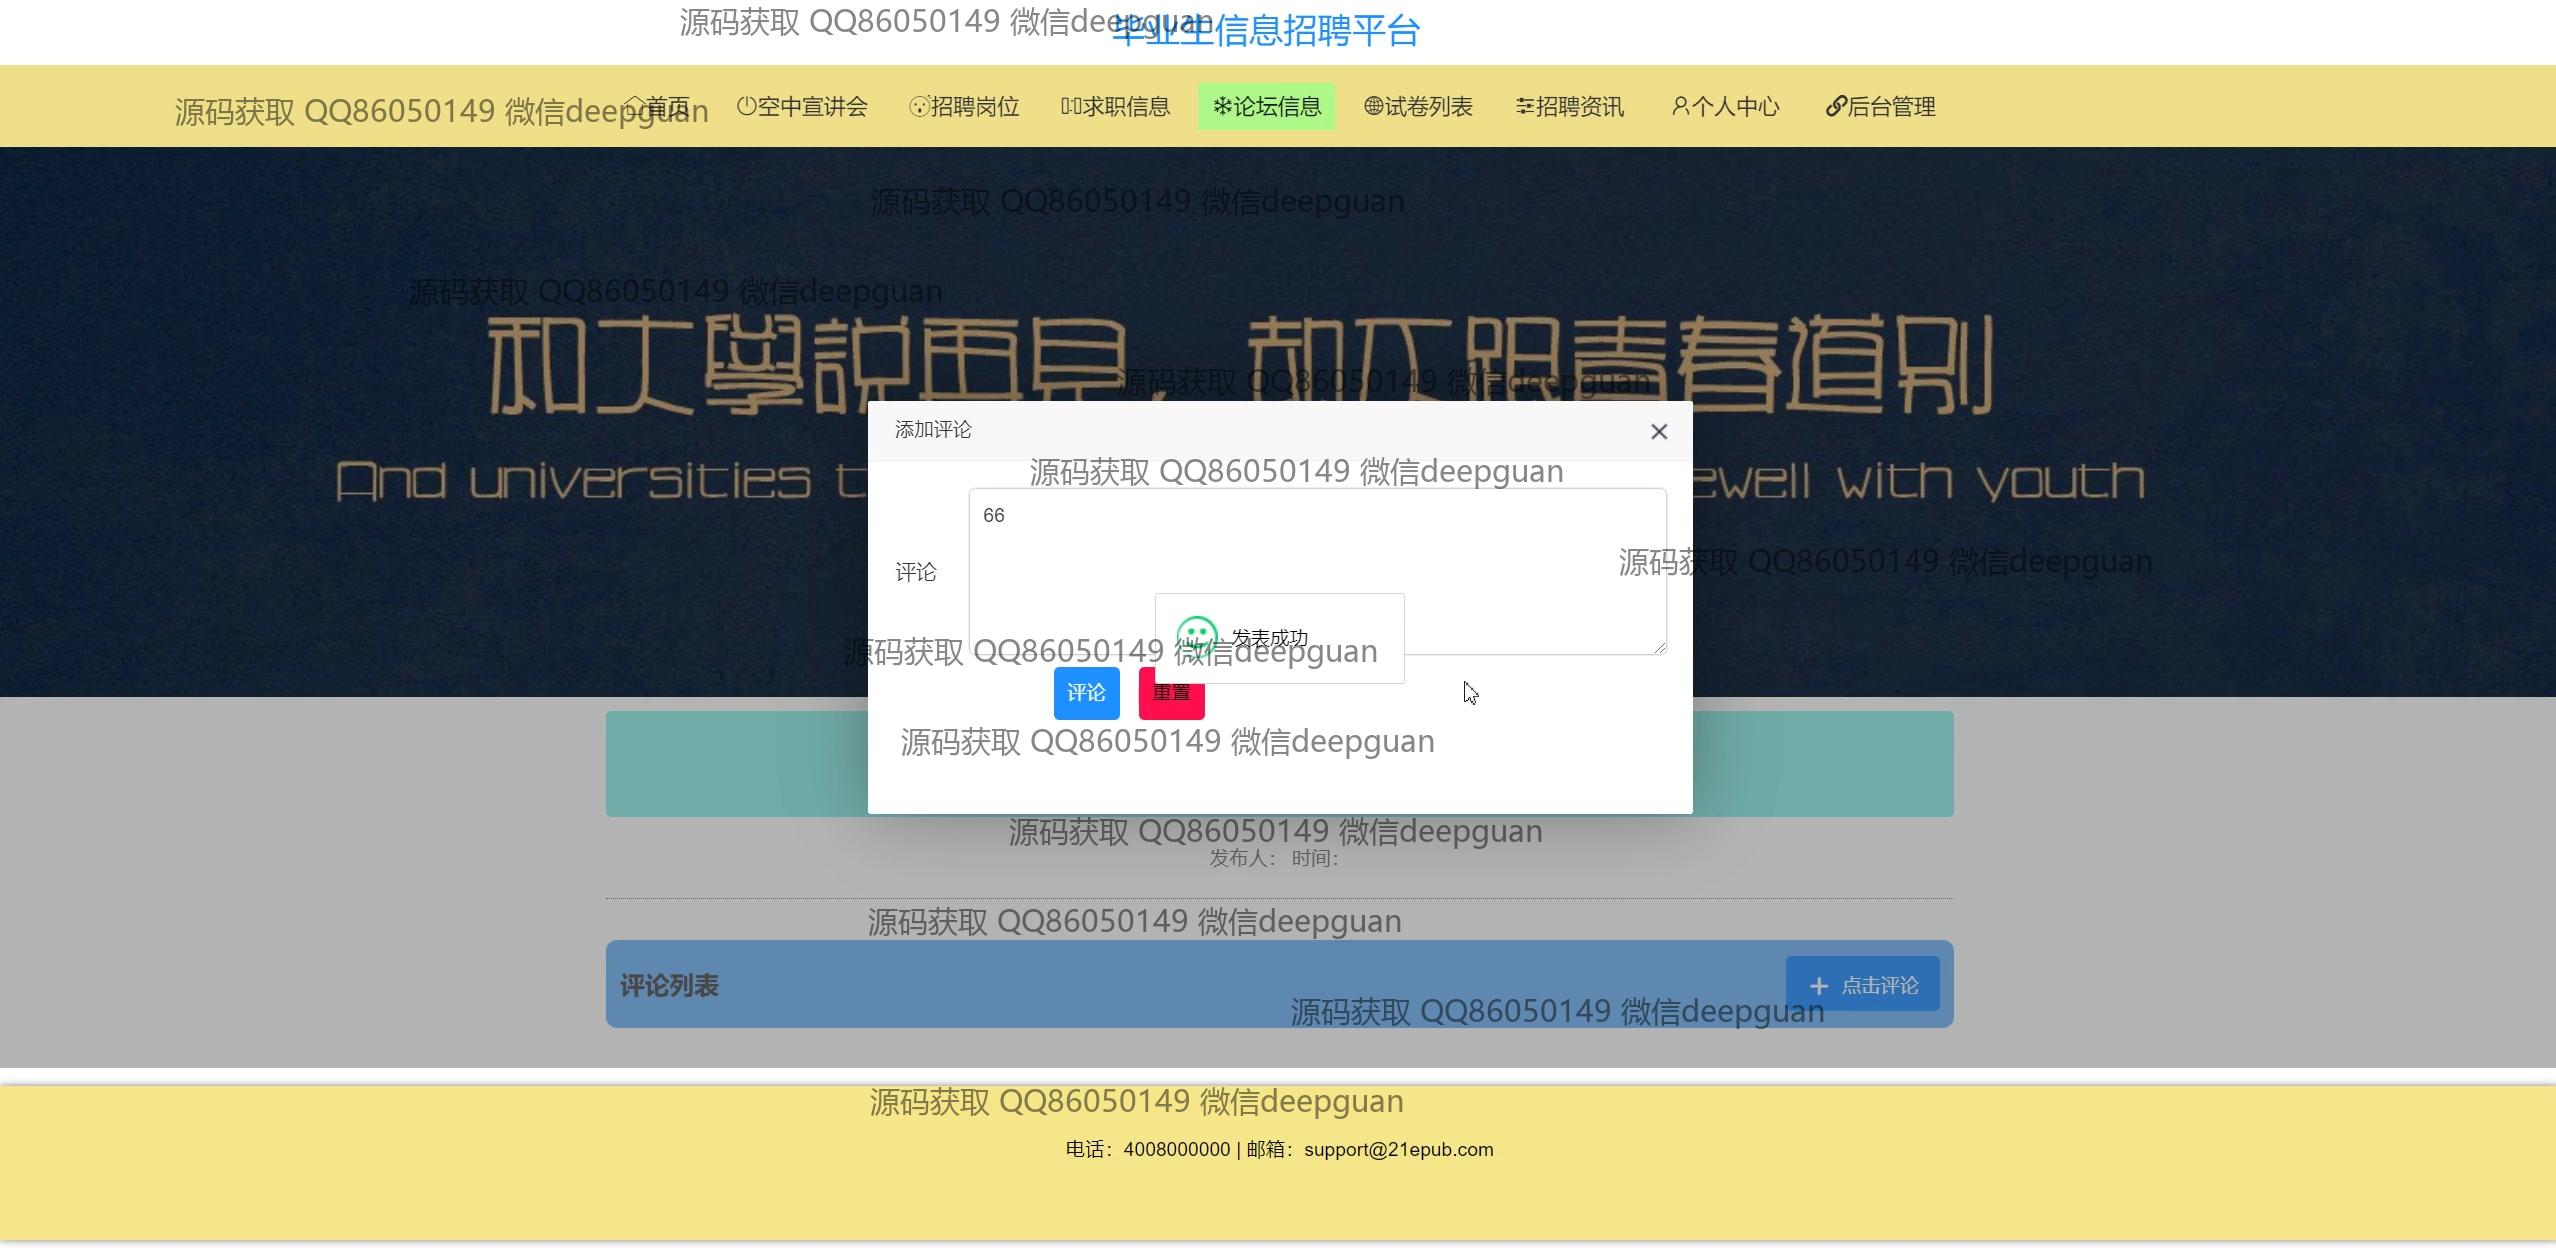 源码获取 QQ86050149 微信deepguan
毕业生信息招聘平台
源码获取 QQ86050149 微信deepguan
首页 空中宣讲会 招聘岗位 求职信息 论坛信息 试卷列表 招聘资讯 个人中心 后台管理
源码获取 QQ86050149 微信deepguan
源码获取 QQ86050149 微信deepguan
和大學説再見，却不跟青春道别
源码获取 QQ86050149 微信deepguan
添加评论
And universities
ewell with youth
源码获取 QQ86050149 微信deepguan
66
源码获取 QQ86050149 微信deepguan
评论
发表成功
源码获取 QQ86050149 微信deepguan
评论 重置
源码获取 QQ86050149 微信deepguan
源码获取 QQ86050149 微信deepguan
发布人： 时间：
源码获取 QQ86050149 微信deepguan
评论列表
点击评论
源码获取 QQ86050149 微信deepguan
源码获取 QQ86050149 微信deepguan
电话：4008000000 | 邮箱：support@21epub.com